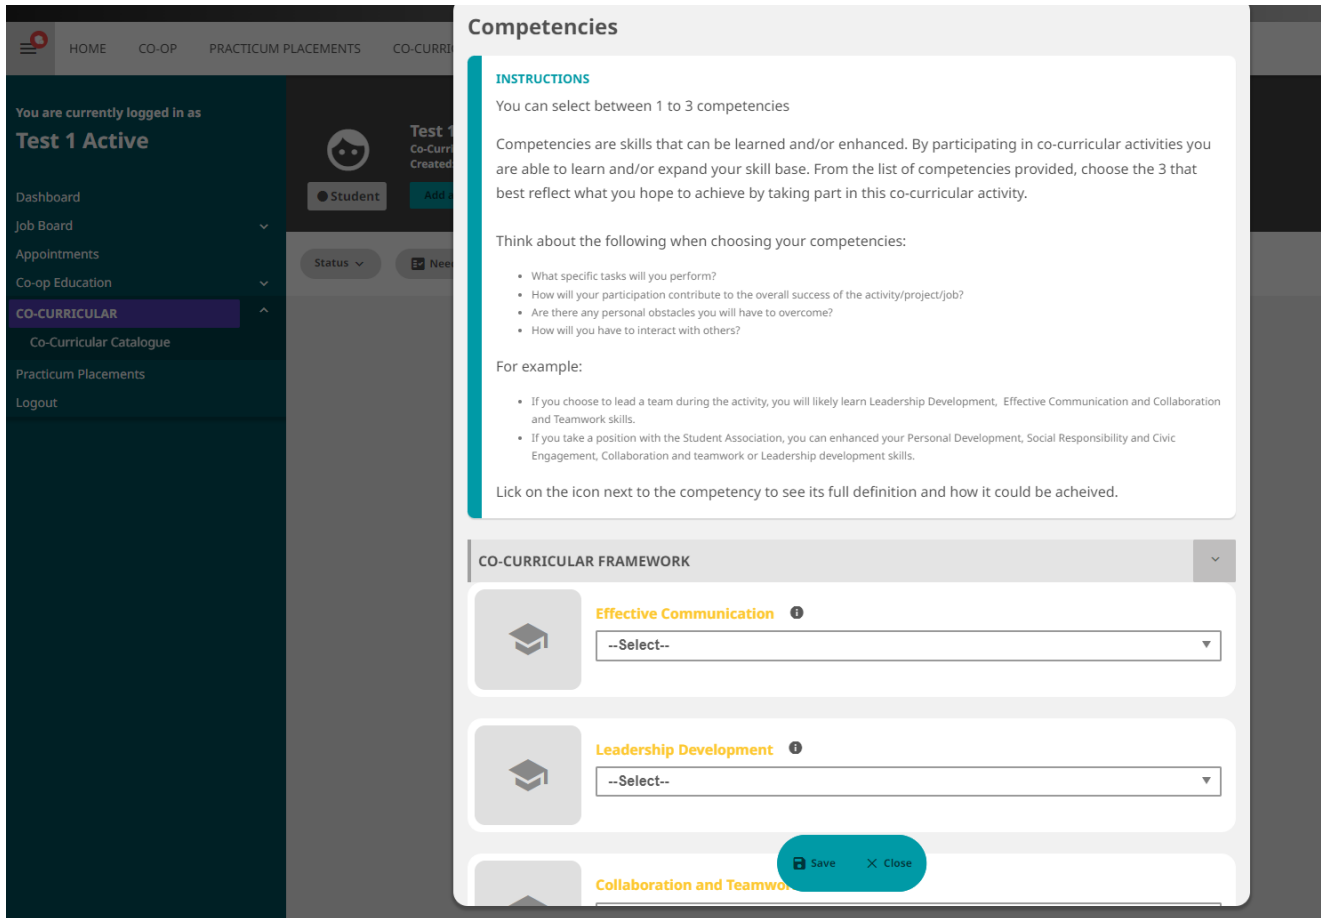 HOME CO-OP PRACTICUM PLACEMENTS CO-CURRI
You are currently logged in as
Test 1 Active
Dashboard
Job Board
Appointments
Co-op Education
CO-CURRICULAR
Co-Curricular Catalogue
Practicum Placements
Logout
Test 1
Co-Curri
Created:
Student
Add a
Status
Need
Competencies
INSTRUCTIONS
You can select between 1 to 3 competencies
Competencies are skills that can be learned and/or enhanced. By participating in co-curricular activities you
are able to learn and/or expand your skill base. From the list of competencies provided, choose the 3 that
best reflect what you hope to achieve by taking part in this co-curricular activity.
Think about the following when choosing your competencies:
• What specific tasks will you perform?
• How will your participation contribute to the overall success of the activity/project/job?
• Are there any personal obstacles you will have to overcome?
• How will you have to interact with others?
For example:
• If you choose to lead a team during the activity, you will likely learn Leadership Development, Effective Communication and Collaboration
and Teamwork skills.
• If you take a position with the Student Association, you can enhanced your Personal Development, Social Responsibility and Civic
Engagement, Collaboration and teamwork or Leadership development skills.
Lick on the icon next to the competency to see its full definition and how it could be acheived.
CO-CURRICULAR FRAMEWORK
Effective Communication
--Select--
Leadership Development
--Select--
Save Close
Collaboration and Teamwo